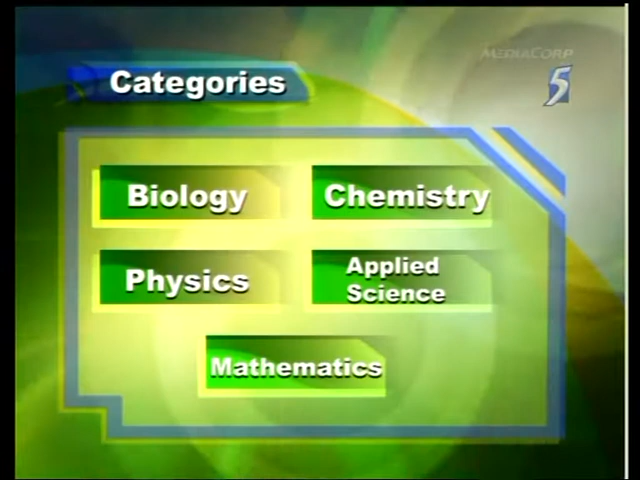 MEDIACORP
5
Categories
Biology
Chemistry
Physics
Applied
Science
Mathematics